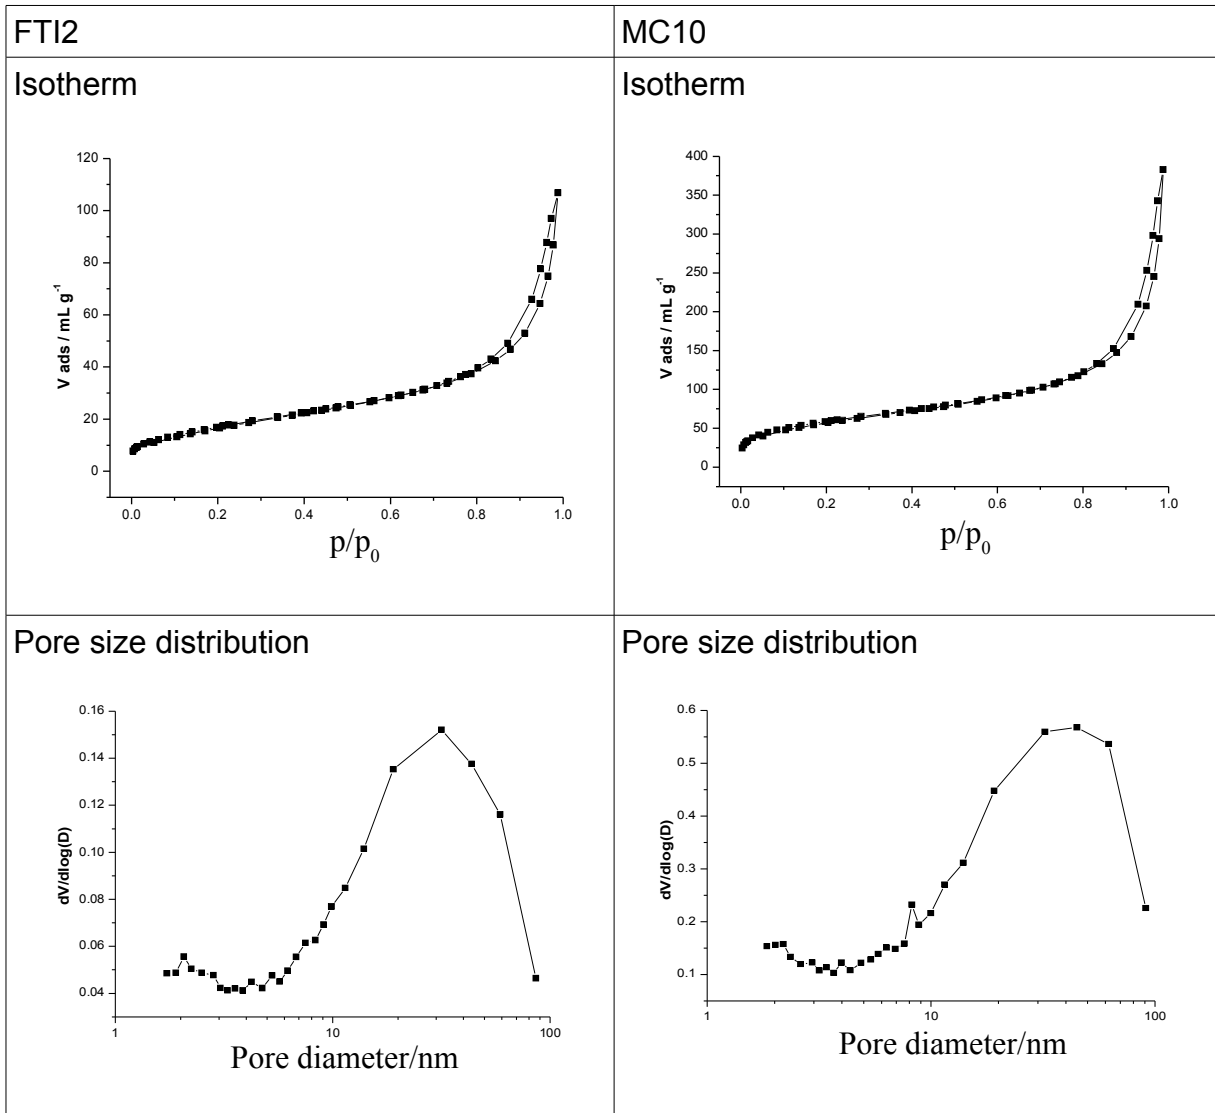 FTI2
MC10
Isotherm
Isotherm
120
100
80
60
40
20
0
V ads / mL g⁻¹
0.0 0.2 0.4 0.6 0.8 1.0
p/p₀
400
350
300
250
200
150
100
50
0
V ads / mL g⁻¹
0.0 0.2 0.4 0.6 0.8 1.0
p/p₀
Pore size distribution
Pore size distribution
0.16
0.14
0.12
0.10
0.08
0.06
0.04
dV/dlog(D)
1 10 100
Pore diameter/nm
0.6
0.5
0.4
0.3
0.2
0.1
dV/dlog(D)
1 10 100
Pore diameter/nm